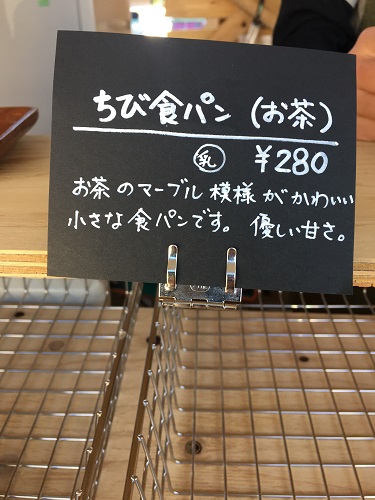 ちび食パン (お茶)
乳 ¥280
お茶のマーブル模様がかわいい
小さな食パンです。 優しい甘さ。